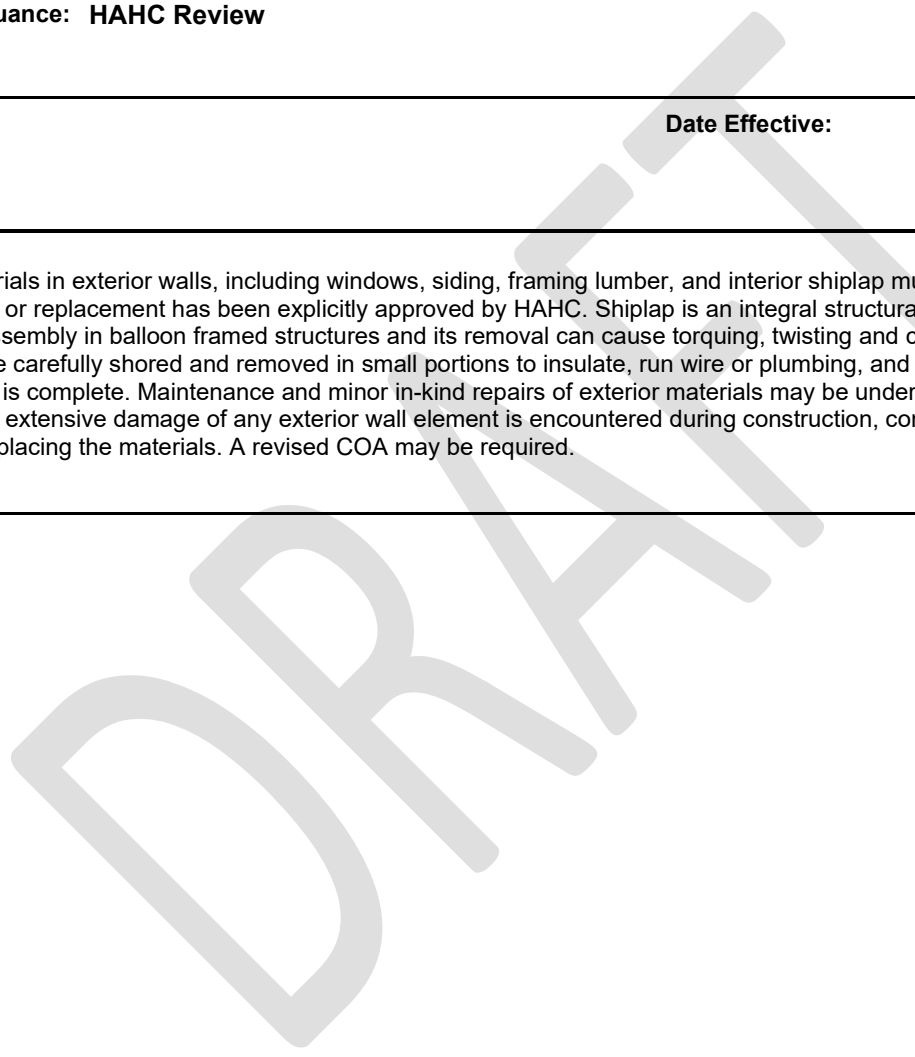 uance: HAHC Review
Date Effective:
rials in exterior walls, including windows, siding, framing lumber, and interior shiplap mu
or replacement has been explicitly approved by HAHC. Shiplap is an integral structura
ssembly in balloon framed structures and its removal can cause torquing, twisting and c
e carefully shored and removed in small portions to insulate, run wire or plumbing, and
is complete. Maintenance and minor in-kind repairs of exterior materials may be under
extensive damage of any exterior wall element is encountered during construction, con
placing the materials. A revised COA may be required.
DRAFT